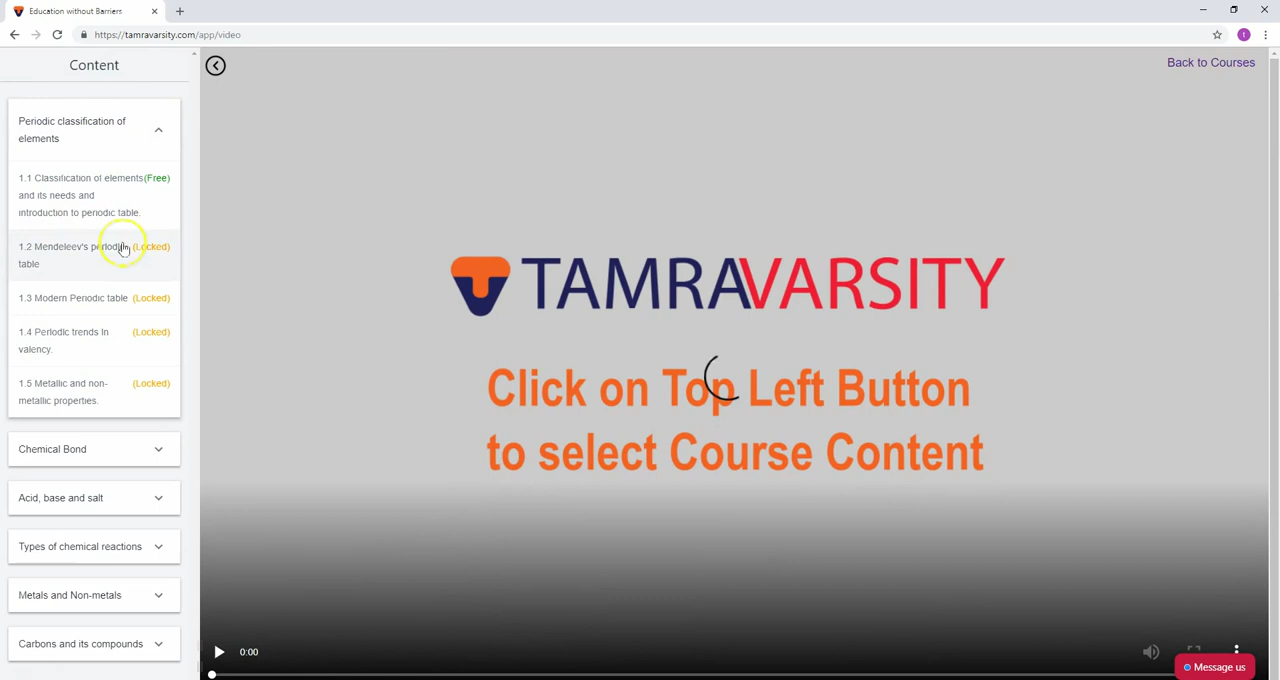 Education without Barriers
https://tamravarsity.com/app/video
Content
Back to Courses
Periodic classification of
elements
1.1 Classification of elements(Free)
and its needs and
introduction to periodic table.
1.2 Mendeleev's periodic (Locked)
table
1.3 Modern Periodic table (Locked)
1.4 Periodic trends in (Locked)
valency.
1.5 Metallic and non- (Locked)
metallic properties.
Chemical Bond
Acid, base and salt
Types of chemical reactions
Metals and Non-metals
Carbons and its compounds
TAMRAVARSITY
Click on Top Left Button
to select Course Content
0:00
Message us
t